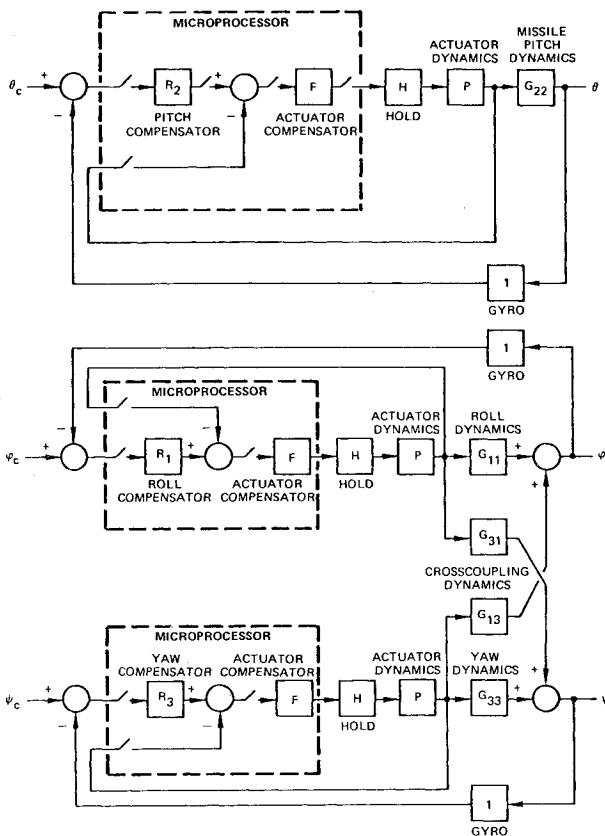 MICROPROCESSOR
ACTUATOR DYNAMICS
MISSILE PITCH DYNAMICS
θc + − R2 + − F H P G22 θ
PITCH COMPENSATOR
ACTUATOR COMPENSATOR
HOLD
1
GYRO
1
GYRO
MICROPROCESSOR
ACTUATOR DYNAMICS
ROLL DYNAMICS
φc + − R1 + − F H P G11 + + φ
ROLL COMPENSATOR
ACTUATOR COMPENSATOR
HOLD
G31
CROSSCOUPLING DYNAMICS
G13
MICROPROCESSOR
YAW COMPENSATOR
ACTUATOR COMPENSATOR
ACTUATOR DYNAMICS
YAW DYNAMICS
ψc + − R3 + − F H P G33 + +
HOLD
1
GYRO